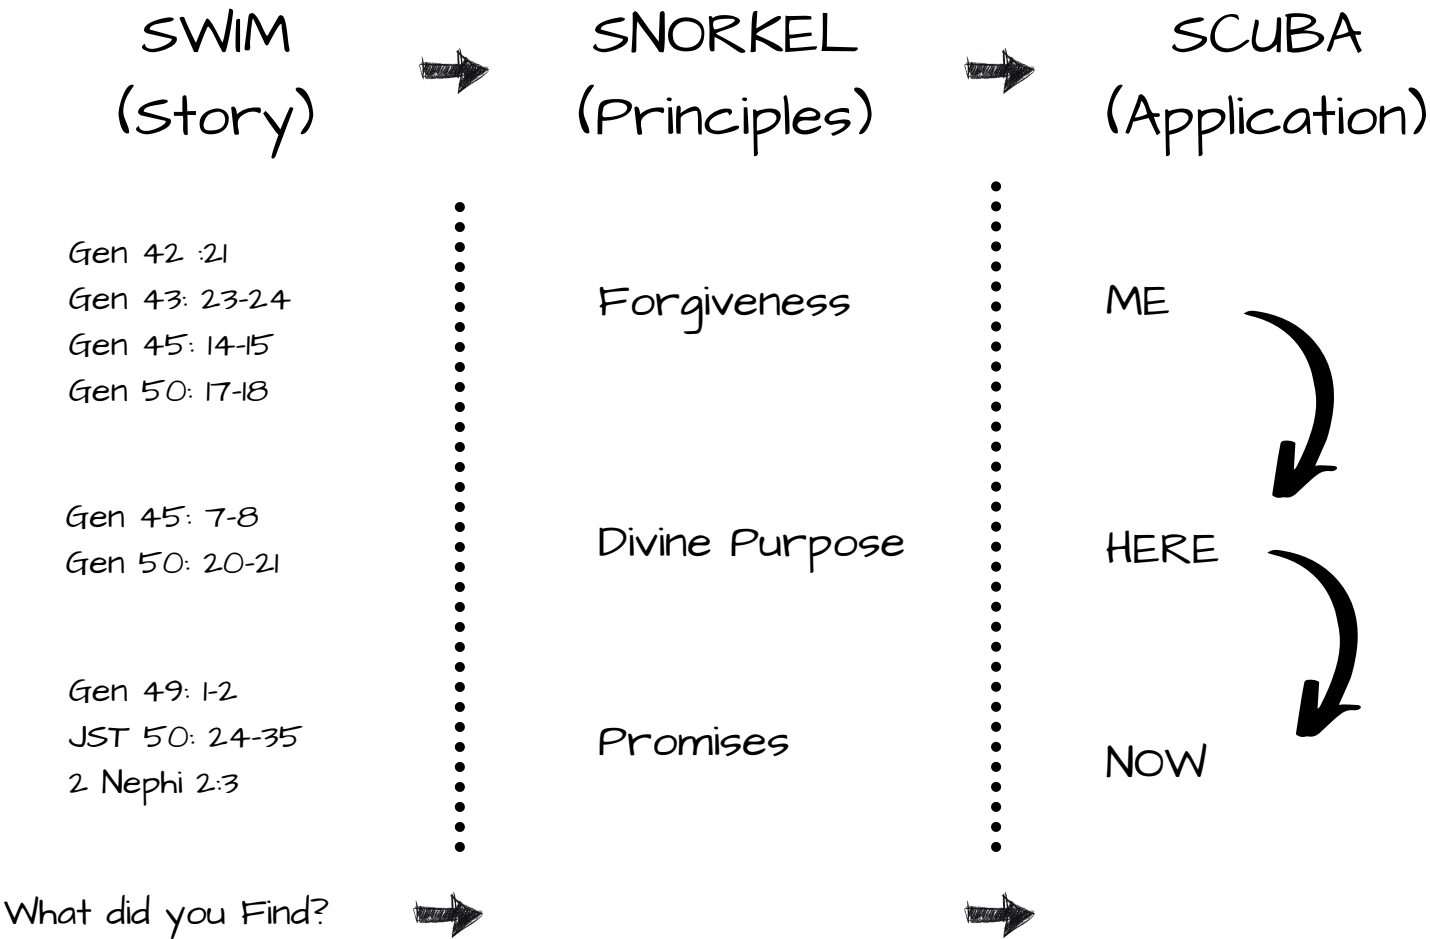 SWIM
(Story)
SNORKEL
(Principles)
SCUBA
(Application)
Gen 42 :21
Gen 43: 23-24
Gen 45: 14-15
Gen 50: 17-18
Forgiveness
ME
Gen 45: 7-8
Gen 50: 20-21
Divine Purpose
HERE
Gen 49: 1-2
JST 50: 24-35
2 Nephi 2:3
Promises
NOW
What did you Find?